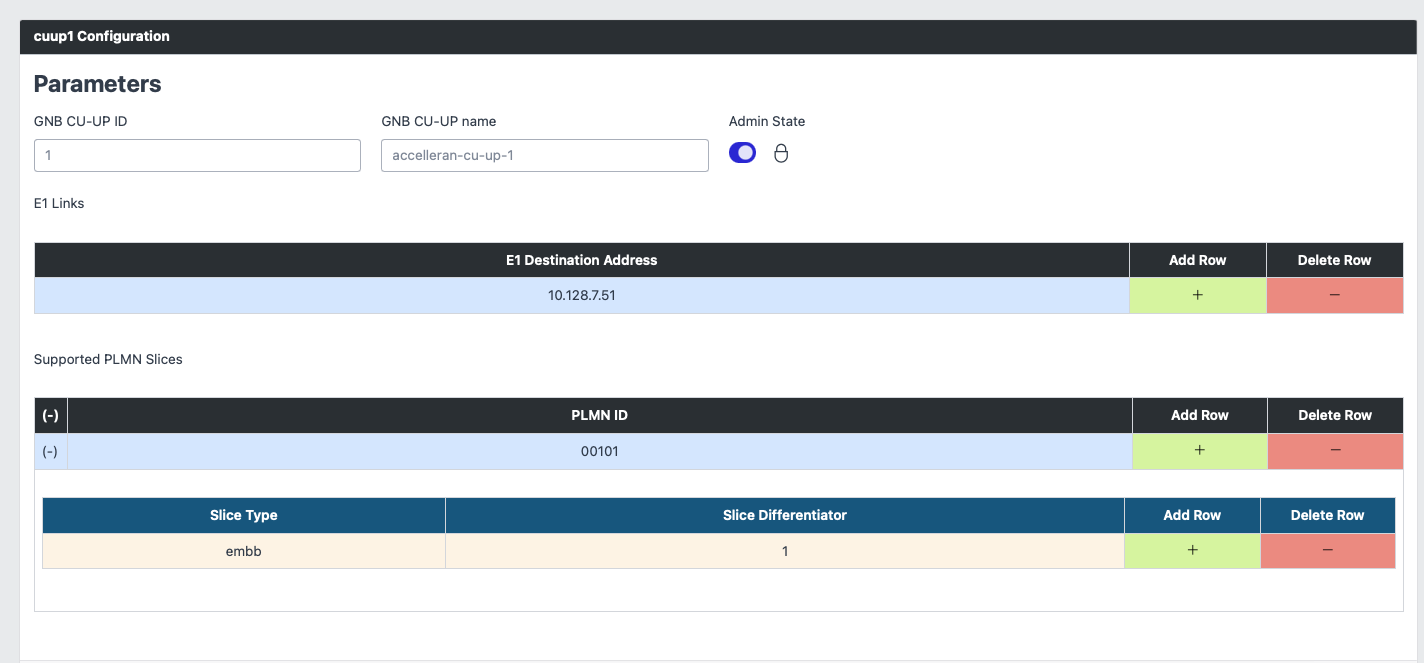 cuup1 Configuration
Parameters
GNB CU-UP ID
GNB CU-UP name
Admin State
1
accelleran-cu-up-1
E1 Links
E1 Destination Address
Add Row
Delete Row
10.128.7.51
+
−
Supported PLMN Slices
(-)
PLMN ID
Add Row
Delete Row
(-)
00101
+
−
Slice Type
Slice Differentiator
Add Row
Delete Row
embb
1
+
−